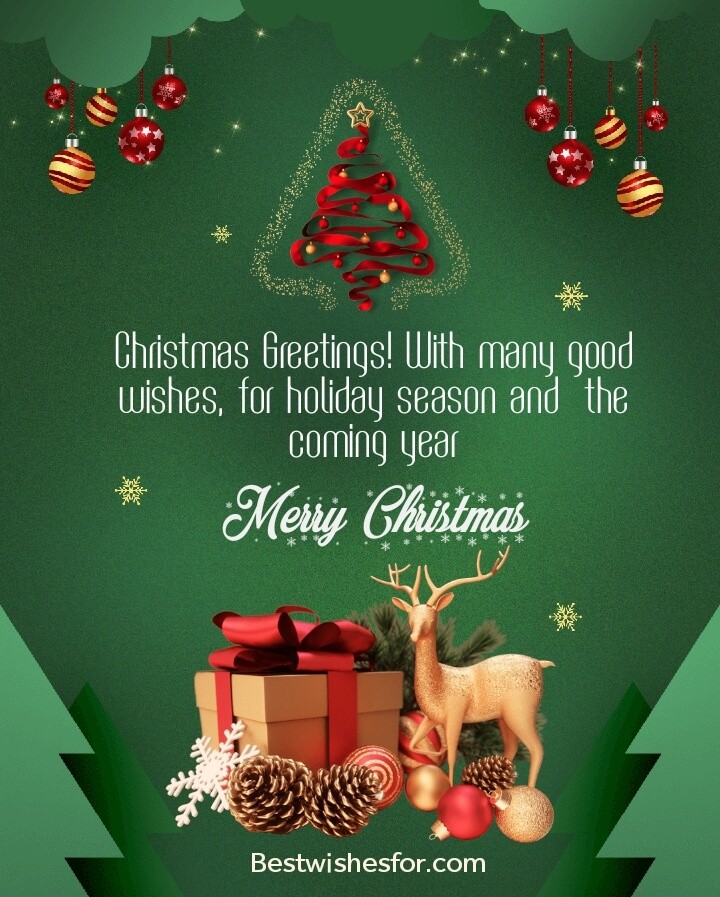 Christmas Greetings! With many good
wishes, for holiday season and  the
coming year
Merry Christmas
Bestwishesfor.com